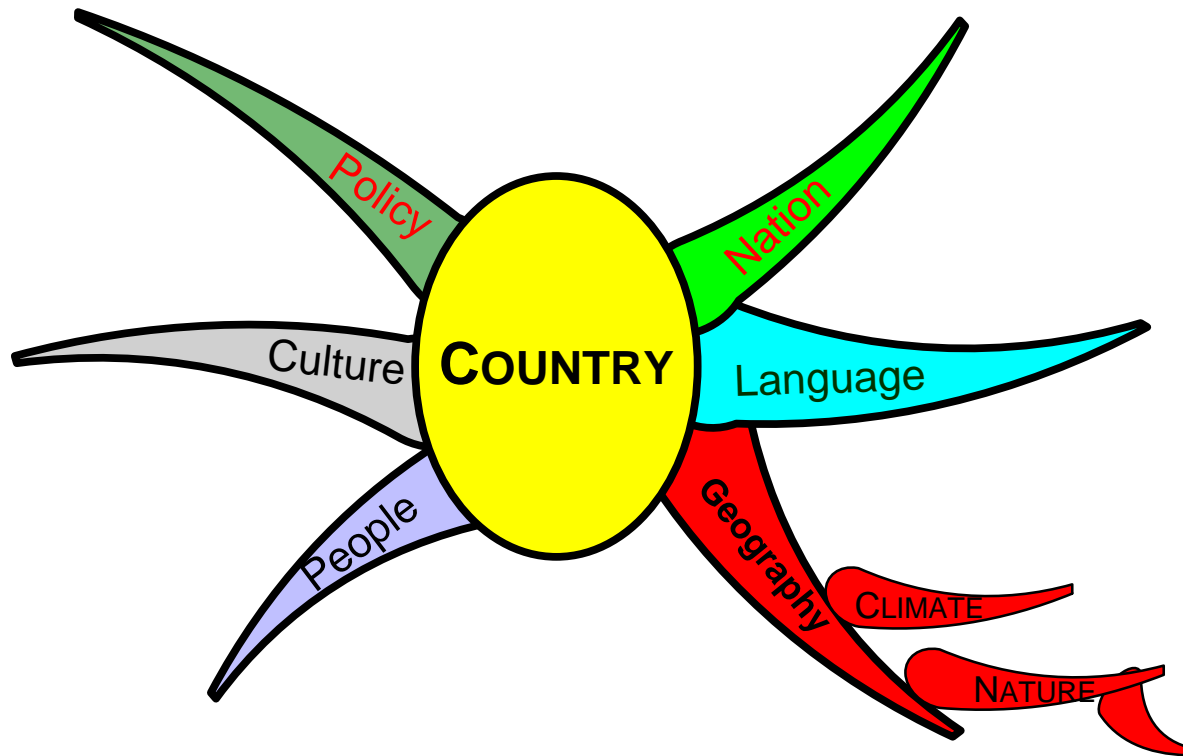 Policy
Nation
Culture
COUNTRY
Language
People
Geography
CLIMATE
NATURE